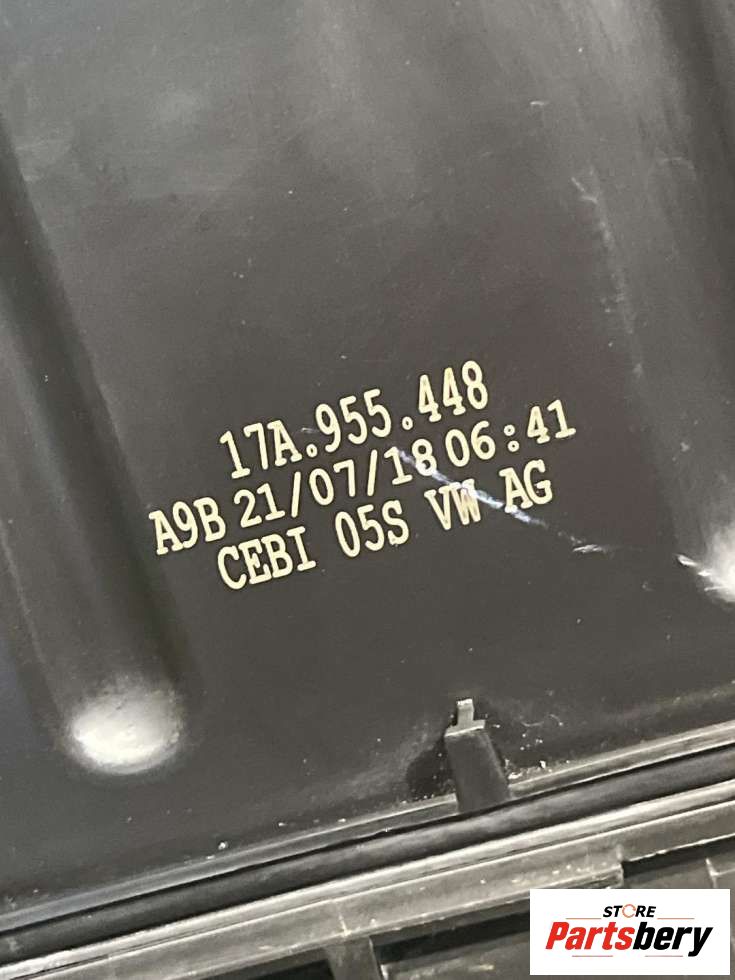 17A.955.448
A9B 21/07/18 06:41
CEBI 05S VW AG
STORE
Partsbery